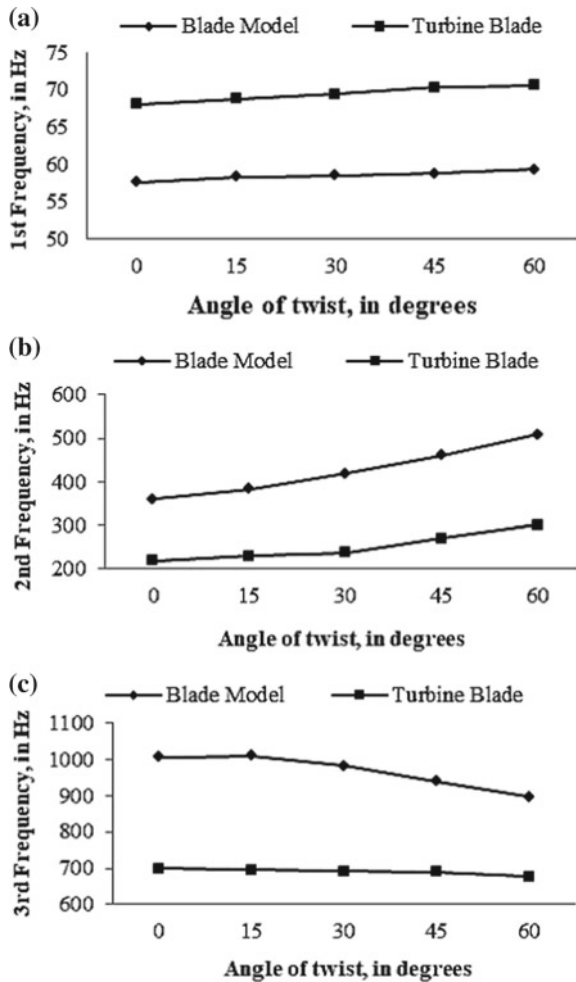 (a)
Blade Model Turbine Blade
1st Frequency, in Hz
75
70
65
60
55
50
0 15 30 45 60
Angle of twist, in degrees
(b)
Blade Model Turbine Blade
2nd Frequency, in Hz
600
500
400
300
200
0 15 30 45 60
Angle of twist, in degrees
(c)
Blade Model Turbine Blade
3rd Frequency, in Hz
1100
1000
900
800
700
600
0 15 30 45 60
Angle of twist, in degrees